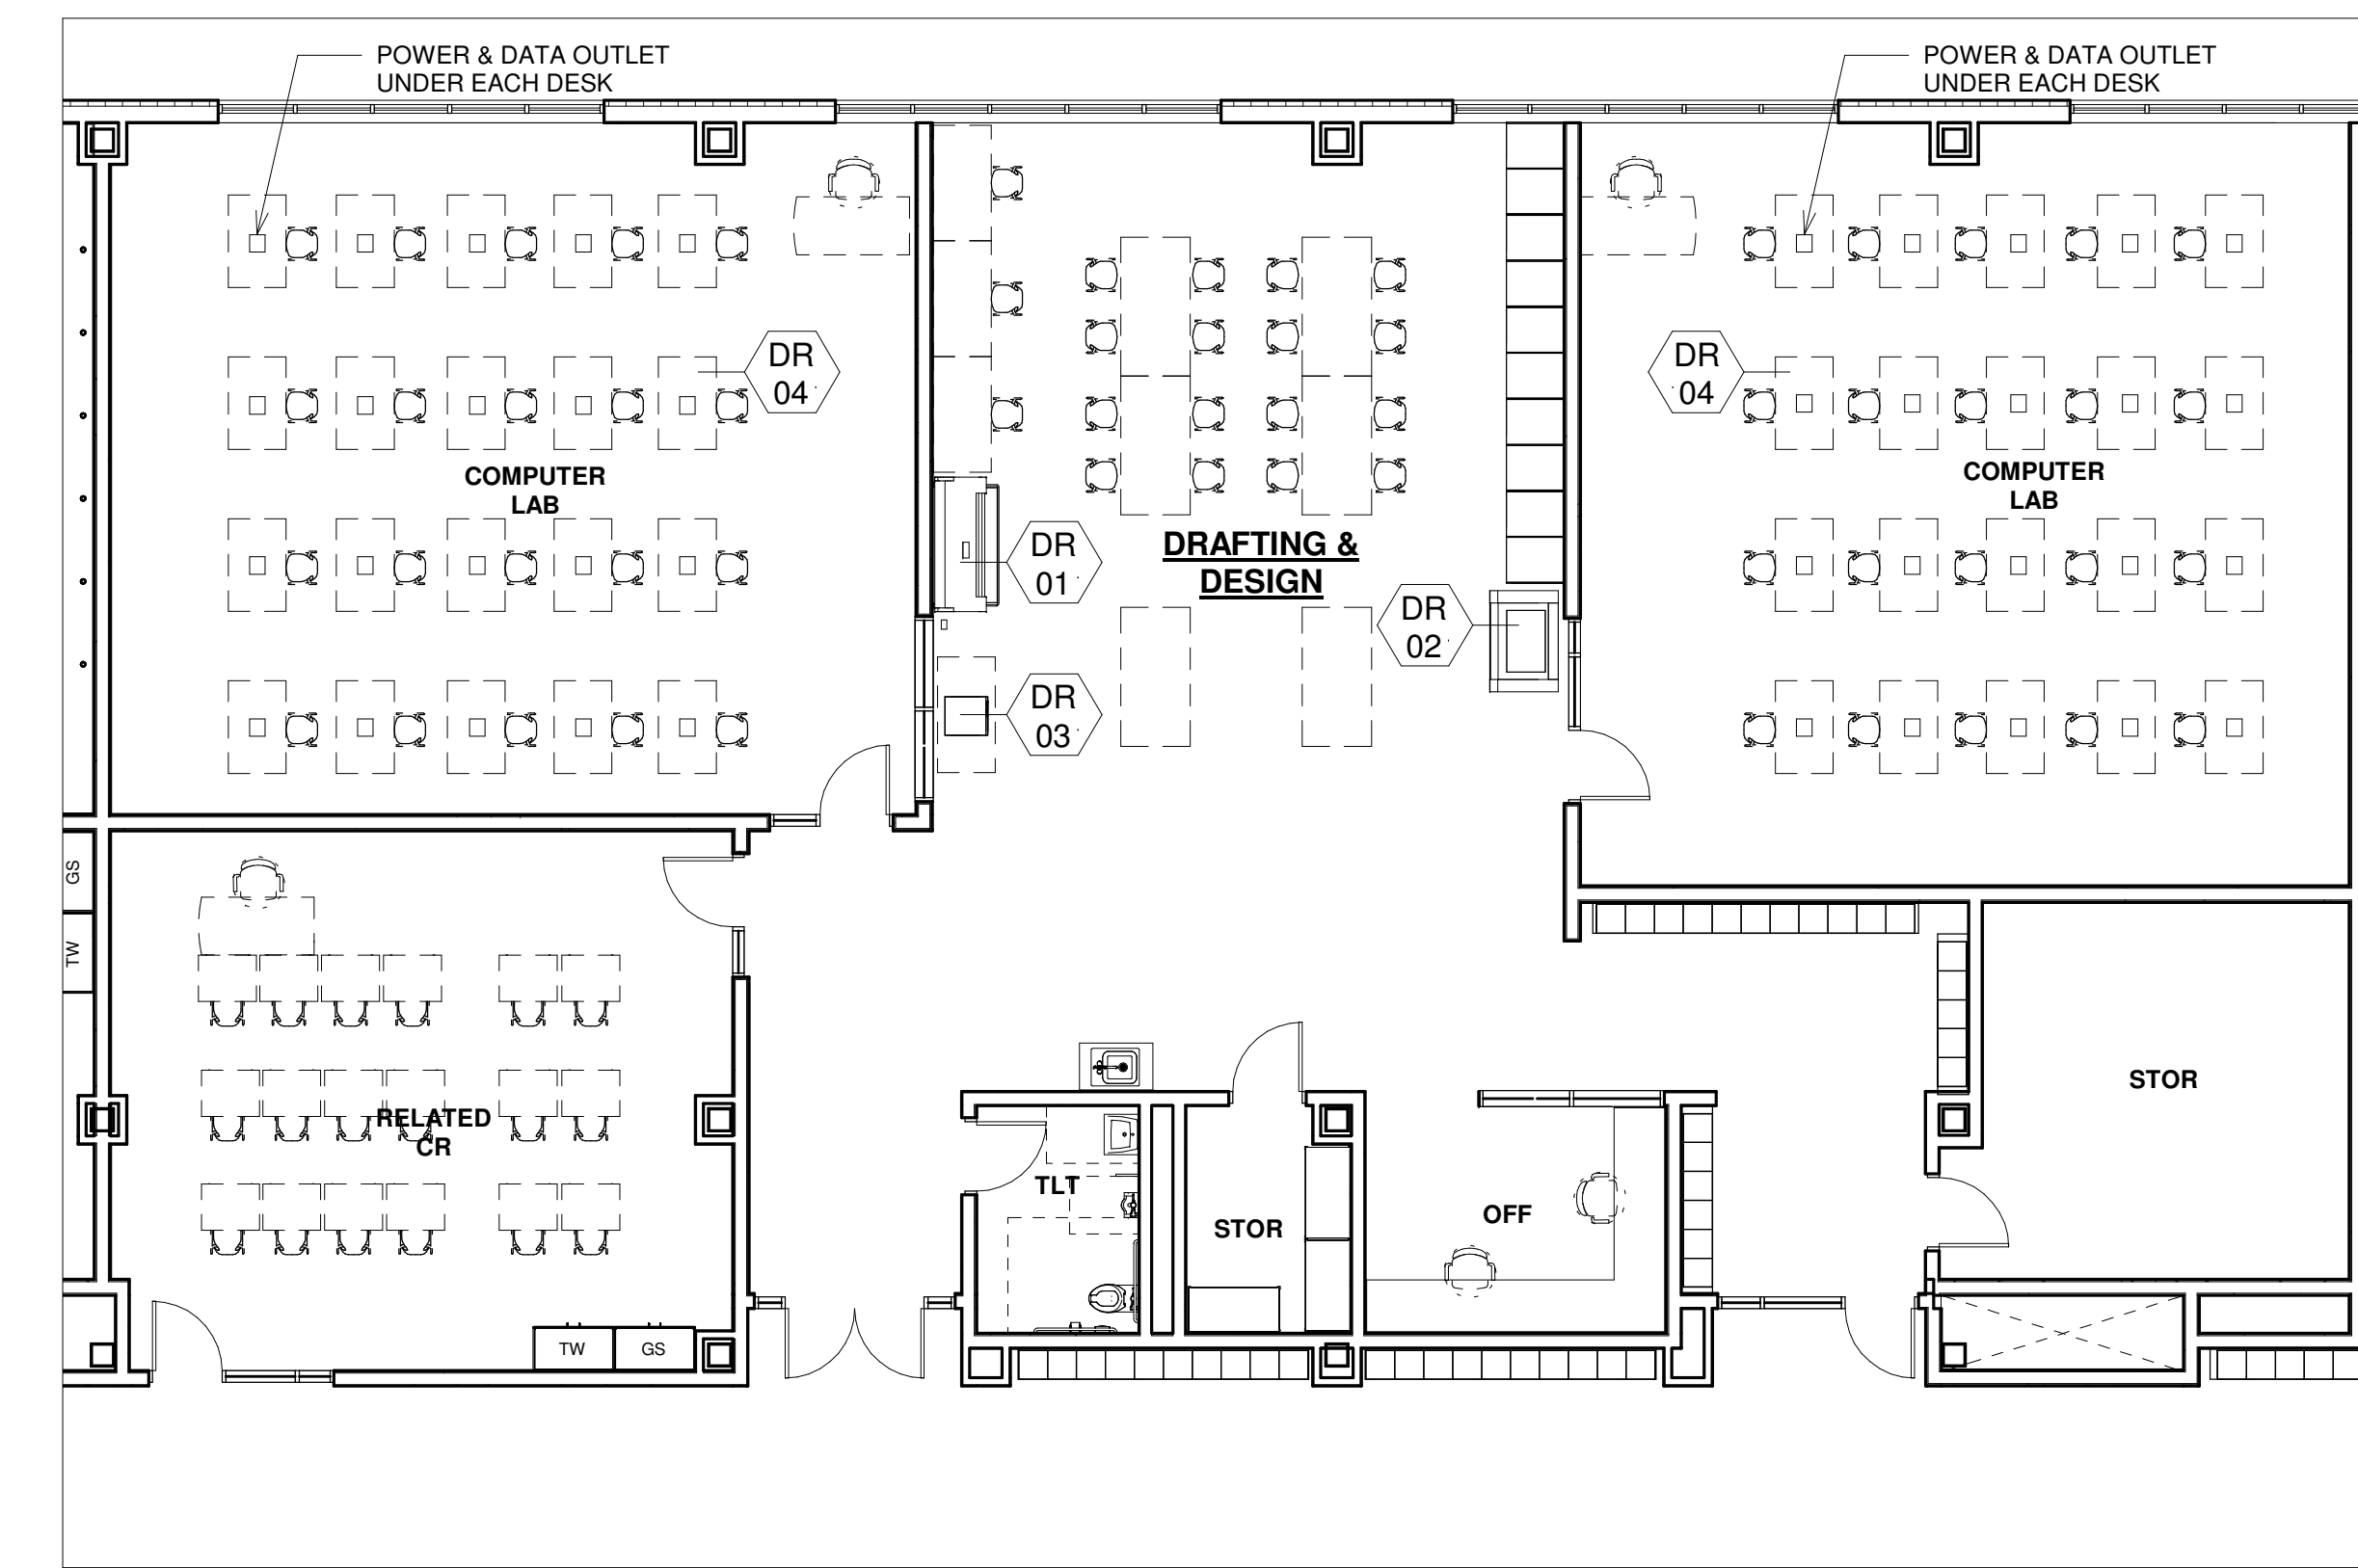 POWER & DATA OUTLET
UNDER EACH DESK
POWER & DATA OUTLET
UNDER EACH DESK
DR
04
DR
04
COMPUTER
LAB
COMPUTER
LAB
DR
01
DRAFTING &
DESIGN
DR
02
DR
03
GS
TW
RELATED
CR
TLT
STOR
OFF
STOR
TW
GS